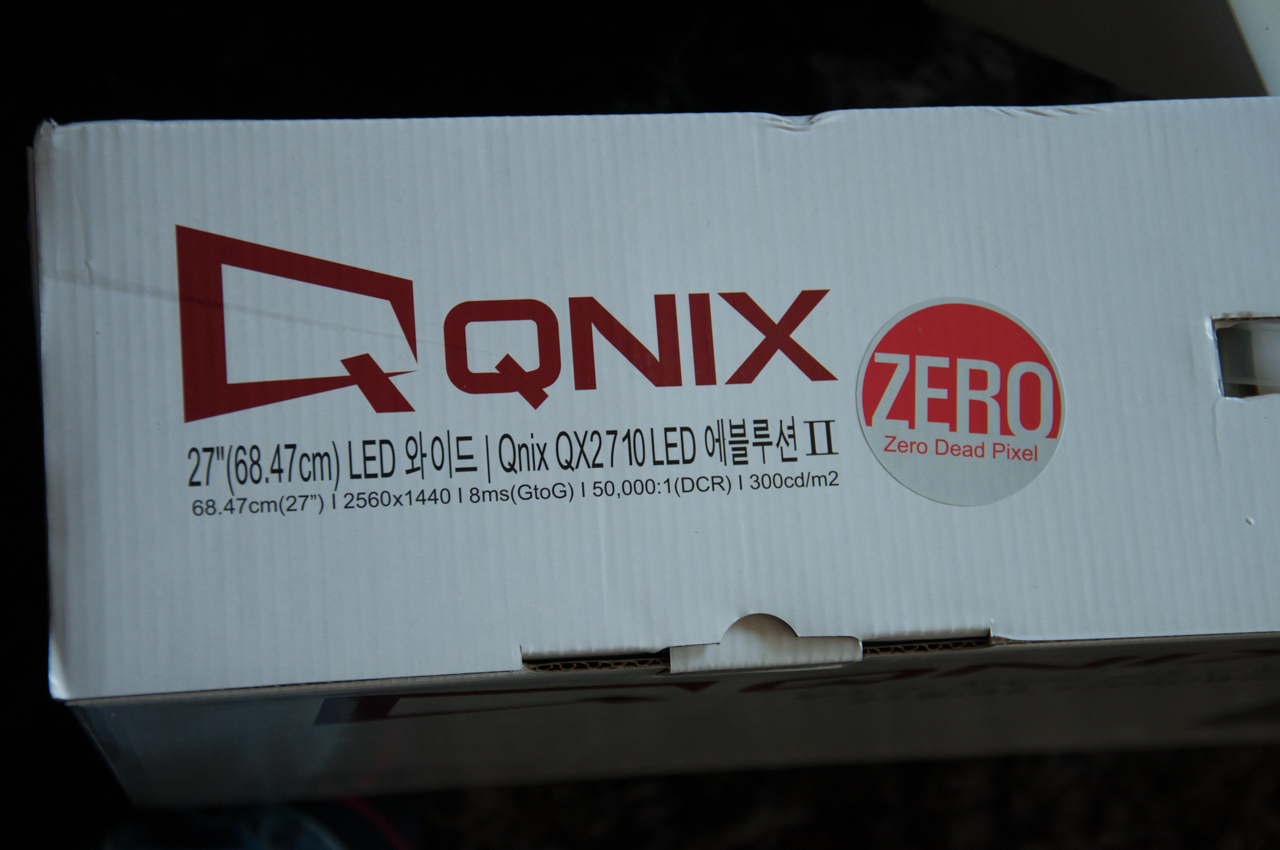 QNIX
27"(68.47cm) LED 와이드 | Qnix QX2710 LED 에블루션 II
68.47cm(27") I 2560x1440 I 8ms(GtoG) I 50,000:1(DCR) I 300cd/m2
ZERO
Zero Dead Pixel